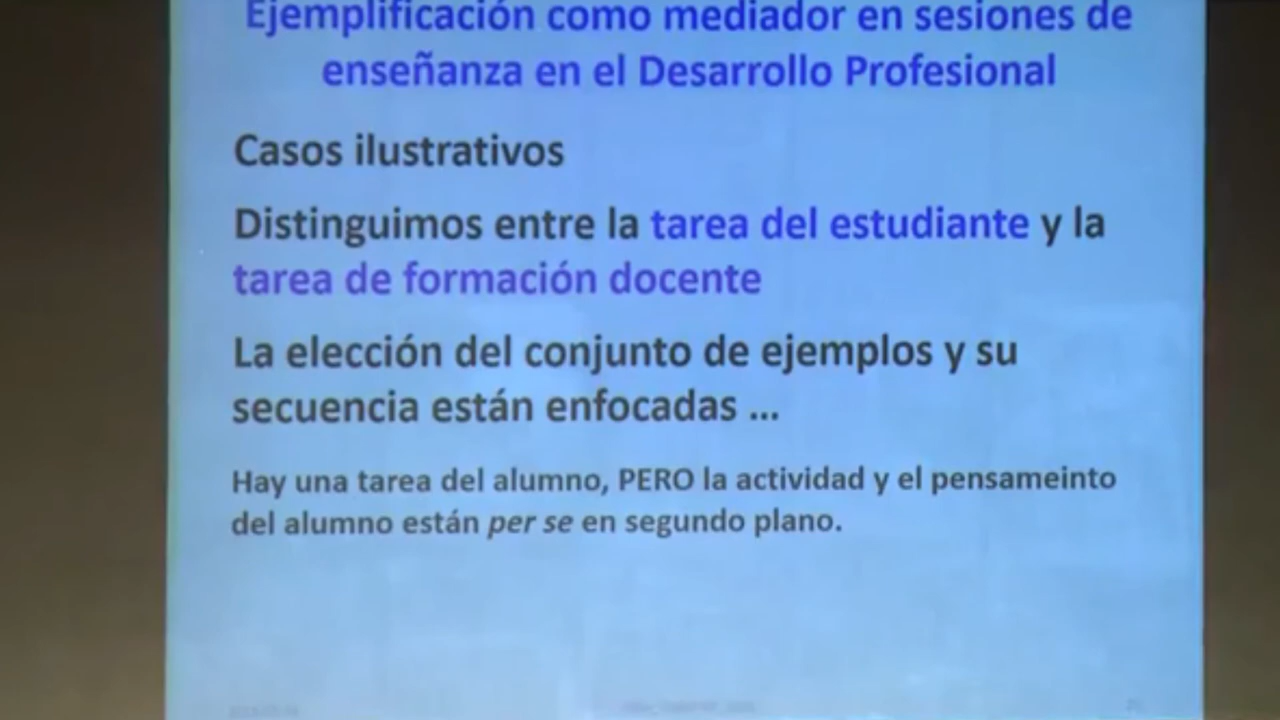 Ejemplificación como mediador en sesiones de
enseñanza en el Desarrollo Profesional
Casos ilustrativos
Distinguimos entre la tarea del estudiante y la
tarea de formación docente
La elección del conjunto de ejemplos y su
secuencia están enfocadas ...
Hay una tarea del alumno, PERO la actividad y el pensameinto
del alumno están per se en segundo plano.